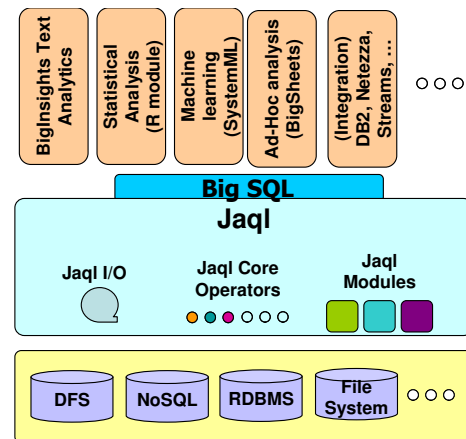 BigInsights Text
Analytics
Statistical
Analysis
(R module)
Machine
learning
(SystemML)
Ad-Hoc analysis
(BigSheets)
(Integration)
DB2, Netezza,
Streams, …
Big SQL
Jaql
Jaql I/O
Jaql Core
Operators
Jaql
Modules
DFS
NoSQL
RDBMS
File
System